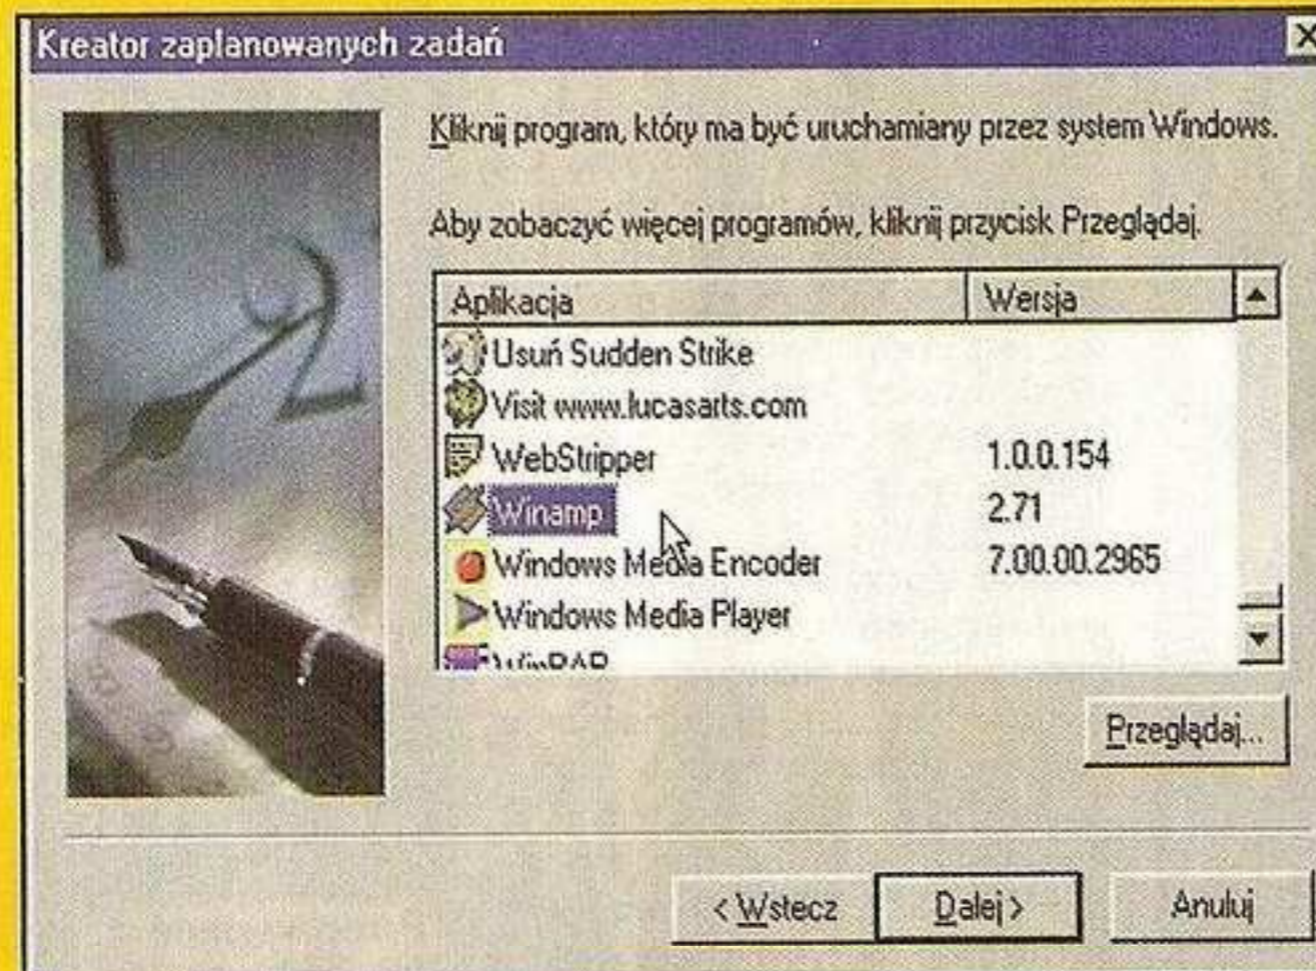 Kreator zaplanowanych zadań
Kliknij program, który ma być uruchamiany przez system Windows.
Aby zobaczyć więcej programów, kliknij przycisk Przeglądaj.
Aplikacja Wersja
Usuń Sudden Strike
Visit www.lucasarts.com
WebStripper 1.0.0.154
Winamp 2.71
Windows Media Encoder 7.00.00.2965
Windows Media Player
WinRAR
Przeglądaj...
< Wstecz Dalej > Anuluj